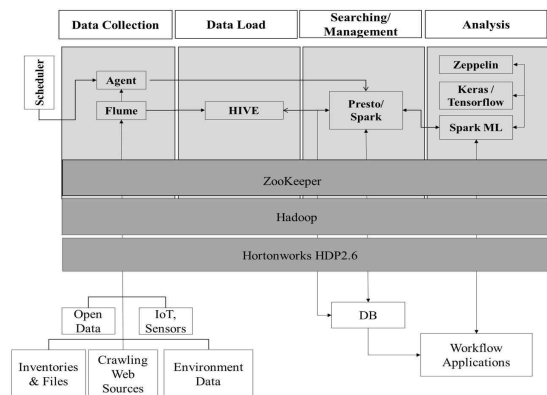 Data Collection
Data Load
Searching/
Management
Analysis
Scheduler
Agent
Flume
HIVE
Presto/
Spark
Zeppelin
Keras /
Tensorflow
Spark ML
ZooKeeper
Hadoop
Hortonworks HDP2.6
Open
Data
IoT,
Sensors
Inventories
& Files
Crawling
Web
Sources
Environment
Data
DB
Workflow
Applications